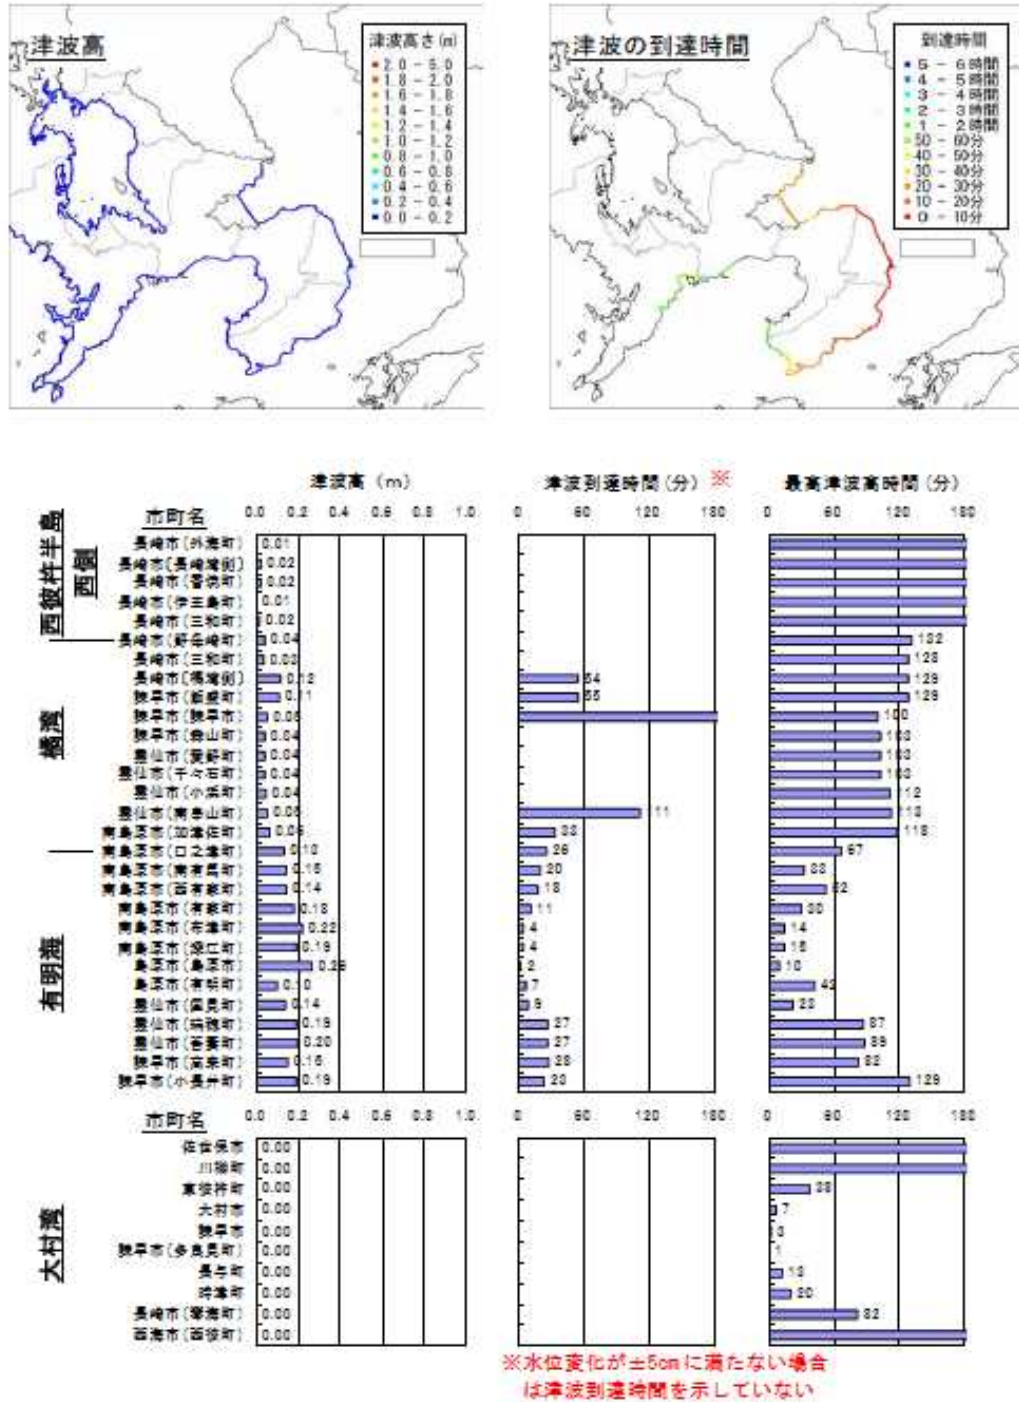 津波高
津波高さ(m)
2.0 - 5.0
1.8 - 2.0
1.6 - 1.8
1.4 - 1.6
1.2 - 1.4
1.0 - 1.2
0.8 - 1.0
0.6 - 0.8
0.4 - 0.6
0.2 - 0.4
0.0 - 0.2
津波の到達時間
到達時間
5 - 6時間
4 - 5時間
3 - 4時間
2 - 3時間
1 - 2時間
50 - 60分
40 - 50分
30 - 40分
20 - 30分
10 - 20分
0 - 10分
津波高 (m) 津波到達時間(分) ※ 最高津波高時間(分)
市町名 0.0 0.2 0.4 0.6 0.8 1.0 0 60 120 180 0 60 120 180
西彼杵半島西側
長崎市(外海町) 0.01
長崎市(長崎湾側) 0.02
長崎市(香焼町) 0.02
長崎市(伊王島町) 0.01
長崎市(三和町) 0.02
長崎市(野母崎町) 0.04 132
橘湾
長崎市(三和町) 0.03 128
長崎市(橘湾側) 0.12 54 129
諫早市(飯盛町) 0.11 55 129
諫早市(諫早市) 0.05 100
諫早市(森山町) 0.04 103
雲仙市(愛野町) 0.04 103
雲仙市(千々石町) 0.04 103
雲仙市(小浜町) 0.04 112
雲仙市(南串山町) 0.05 111 113
南島原市(加津佐町) 0.06 33 118
南島原市(口之津町) 0.13 26 67
有明海
南島原市(南有馬町) 0.15 20 33
南島原市(西有家町) 0.14 18 52
南島原市(有家町) 0.18 11 30
南島原市(布津町) 0.22 4 14
南島原市(深江町) 0.19 4 15
島原市(島原市) 0.26 2 10
島原市(有明町) 0.10 7 42
雲仙市(国見町) 0.14 9 23
雲仙市(瑞穂町) 0.19 27 87
雲仙市(吾妻町) 0.20 27 89
諫早市(高来町) 0.15 28 82
諫早市(小長井町) 0.19 23 129
市町名 0.0 0.2 0.4 0.6 0.8 1.0 0 60 120 180 0 60 120 180
大村湾
佐世保市 0.00
川棚町 0.00
東彼杵町 0.00 38
大村市 0.00 7
諫早市 0.00 3
諫早市(多良見町) 0.00 1
長与町 0.00 13
時津町 0.00 20
長崎市(琴海町) 0.00 82
西海市(西彼町) 0.00
※水位変化が±5cmに満たない場合
は津波到達時間を示していない